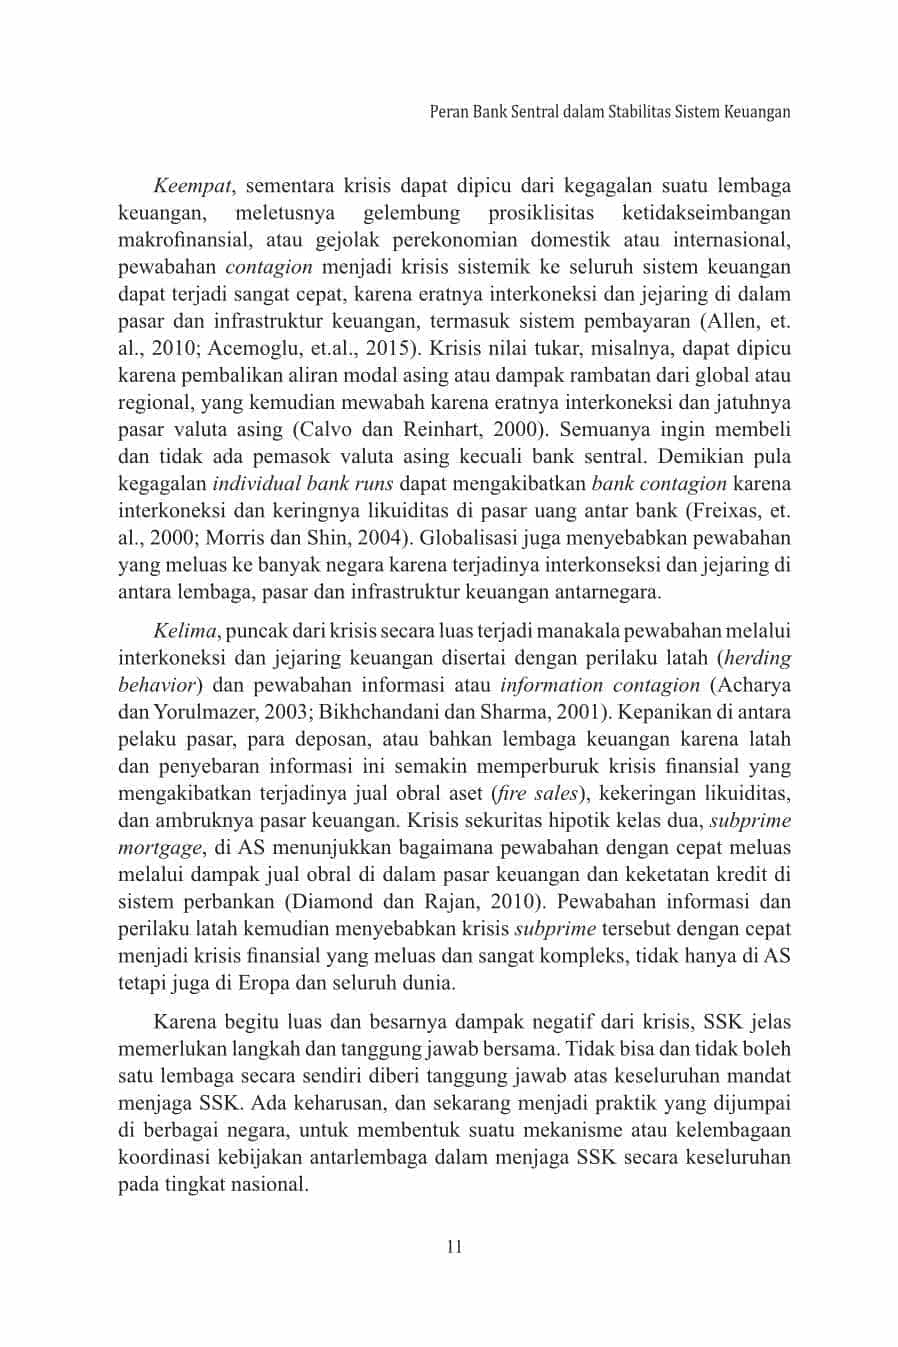 Peran Bank Sentral dalam Stabilitas Sistem Keuangan
Keempat, sementara krisis dapat dipicu dari kegagalan suatu lembaga
keuangan, meletusnya gelembung prosiklisitas ketidakseimbangan
makrofinansial, atau gejolak perekonomian domestik atau internasional,
pewabahan contagion menjadi krisis sistemik ke seluruh sistem keuangan
dapat terjadi sangat cepat, karena eratnya interkoneksi dan jejaring di dalam
pasar dan infrastruktur keuangan, termasuk sistem pembayaran (Allen, et.
al., 2010; Acemoglu, et.al., 2015). Krisis nilai tukar, misalnya, dapat dipicu
karena pembalikan aliran modal asing atau dampak rambatan dari global atau
regional, yang kemudian mewabah karena eratnya interkoneksi dan jatuhnya
pasar valuta asing (Calvo dan Reinhart, 2000). Semuanya ingin membeli
dan tidak ada pemasok valuta asing kecuali bank sentral. Demikian pula
kegagalan individual bank runs dapat mengakibatkan bank contagion karena
interkoneksi dan keringnya likuiditas di pasar uang antar bank (Freixas, et.
al., 2000; Morris dan Shin, 2004). Globalisasi juga menyebabkan pewabahan
yang meluas ke banyak negara karena terjadinya interkonseksi dan jejaring di
antara lembaga, pasar dan infrastruktur keuangan antarnegara.
Kelima, puncak dari krisis secara luas terjadi manakala pewabahan melalui
interkoneksi dan jejaring keuangan disertai dengan perilaku latah (herding
behavior) dan pewabahan informasi atau information contagion (Acharya
dan Yorulmazer, 2003; Bikhchandani dan Sharma, 2001). Kepanikan di antara
pelaku pasar, para deposan, atau bahkan lembaga keuangan karena latah
dan penyebaran informasi ini semakin memperburuk krisis finansial yang
mengakibatkan terjadinya jual obral aset (fire sales), kekeringan likuiditas,
dan ambruknya pasar keuangan. Krisis sekuritas hipotik kelas dua, subprime
mortgage, di AS menunjukkan bagaimana pewabahan dengan cepat meluas
melalui dampak jual obral di dalam pasar keuangan dan keketatan kredit di
sistem perbankan (Diamond dan Rajan, 2010). Pewabahan informasi dan
perilaku latah kemudian menyebabkan krisis subprime tersebut dengan cepat
menjadi krisis finansial yang meluas dan sangat kompleks, tidak hanya di AS
tetapi juga di Eropa dan seluruh dunia.
Karena begitu luas dan besarnya dampak negatif dari krisis, SSK jelas
memerlukan langkah dan tanggung jawab bersama. Tidak bisa dan tidak boleh
satu lembaga secara sendiri diberi tanggung jawab atas keseluruhan mandat
menjaga SSK. Ada keharusan, dan sekarang menjadi praktik yang dijumpai
di berbagai negara, untuk membentuk suatu mekanisme atau kelembagaan
koordinasi kebijakan antarlembaga dalam menjaga SSK secara keseluruhan
pada tingkat nasional.
11